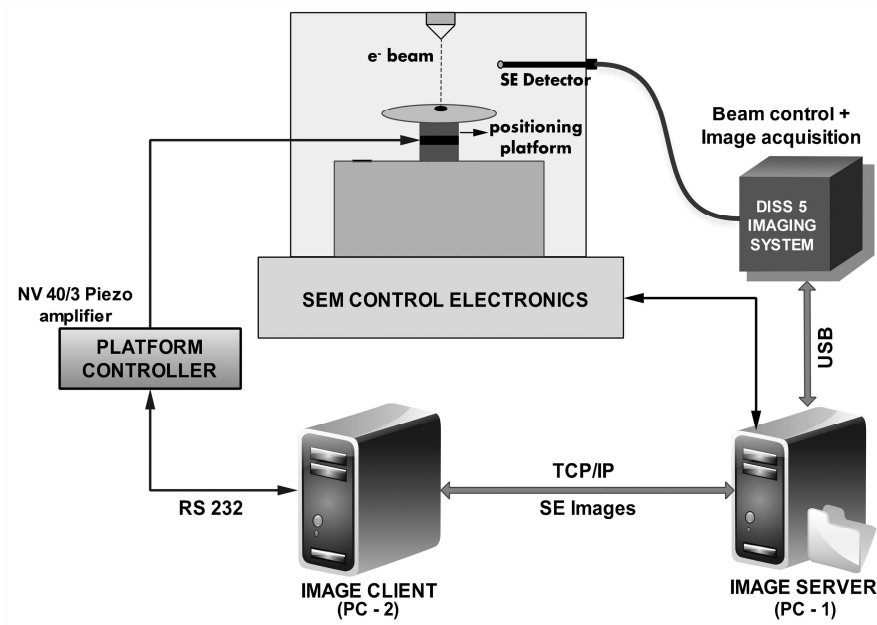 e- beam
SE Detector
positioning
platform
Beam control +
Image acquisition
DISS 5
IMAGING
SYSTEM
SEM CONTROL ELECTRONICS
NV 40/3 Piezo
amplifier
PLATFORM
CONTROLLER
USB
RS 232
TCP/IP
SE Images
IMAGE CLIENT
(PC - 2)
IMAGE SERVER
(PC - 1)